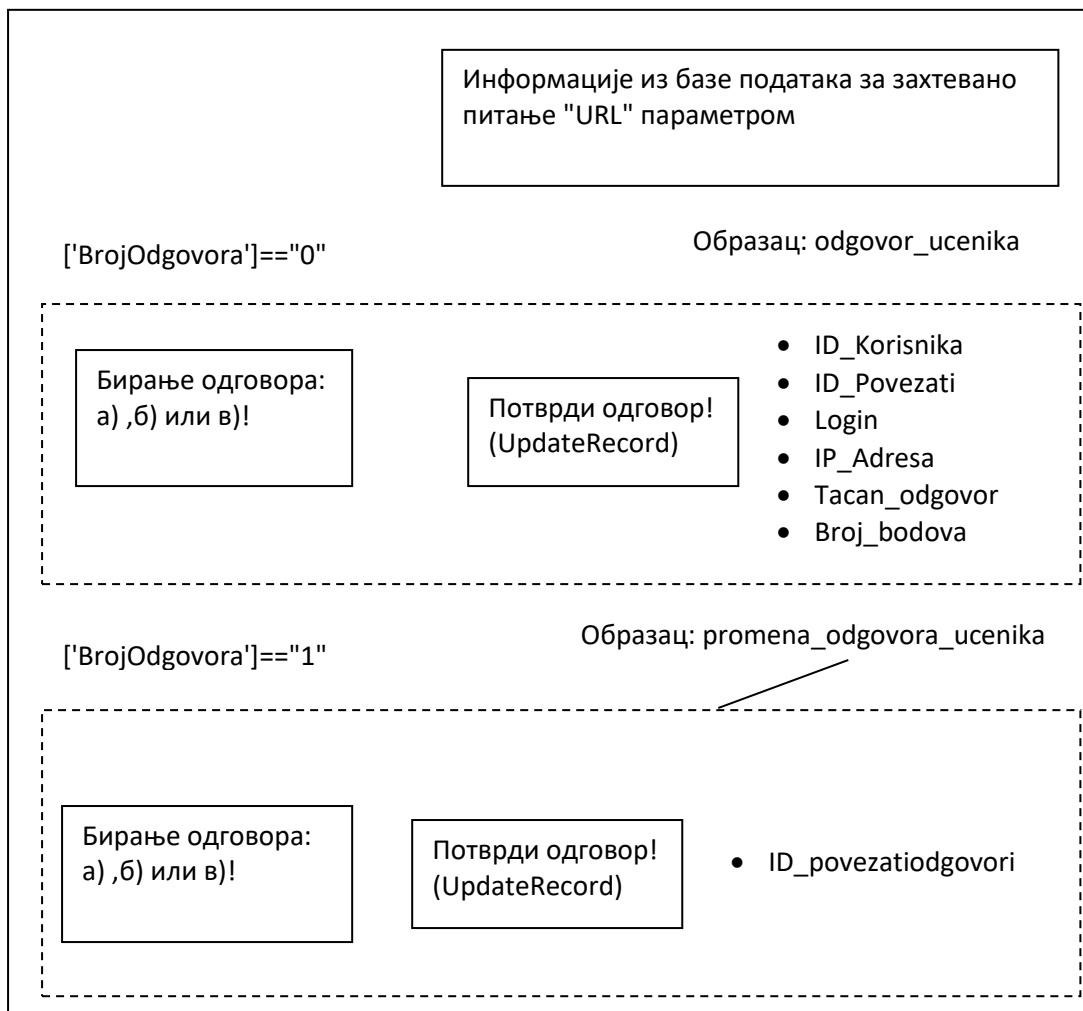 Информације из базе података за захтевано
питање "URL" параметром
['BrojOdgovora']=="0"
Образац: odgovor_ucenika
Бирање одговора:
а) ,б) или в)!
Потврди одговор!
(UpdateRecord)
• ID_Korisnika
• ID_Povezati
• Login
• IP_Adresa
• Tacan_odgovor
• Broj_bodova
['BrojOdgovora']=="1"
Образац: promena_odgovora_ucenika
Бирање одговора:
а) ,б) или в)!
Потврди одговор!
(UpdateRecord)
• ID_povezatiodgovori